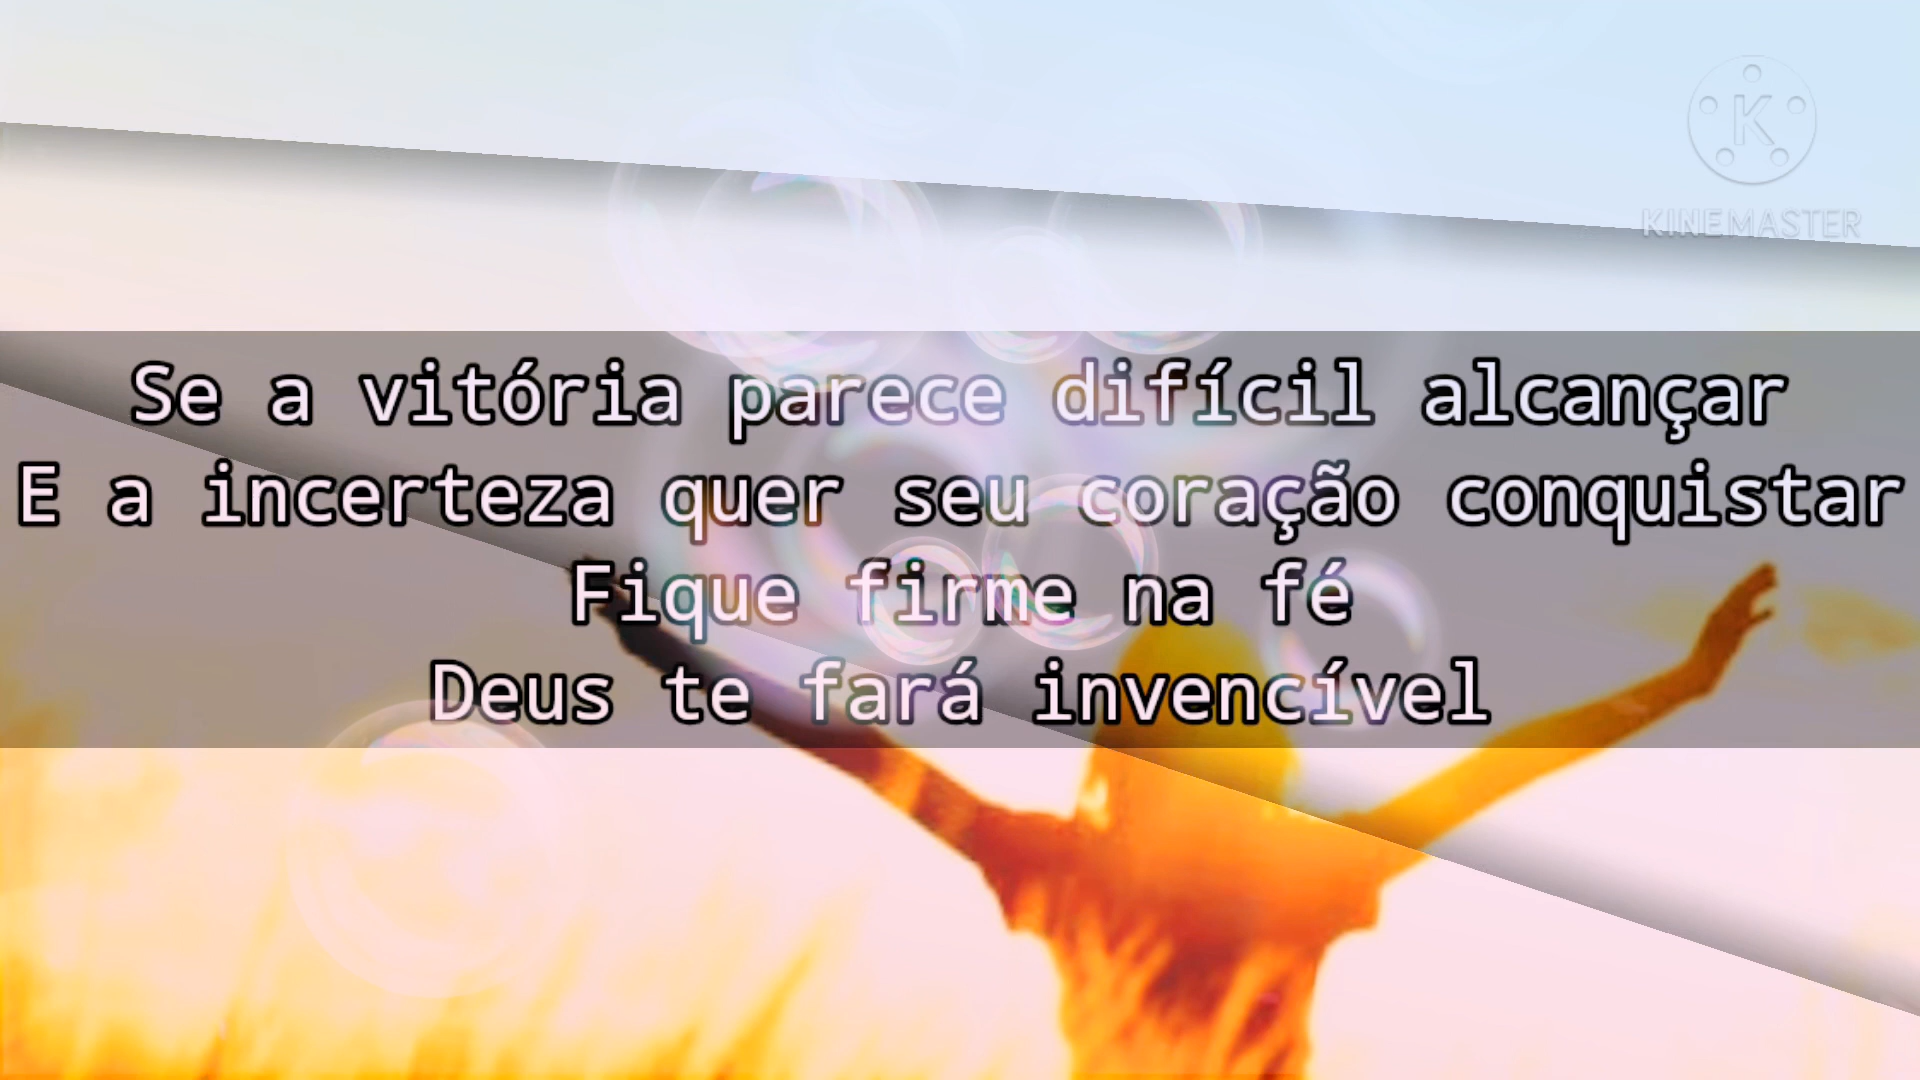 K
KINEMASTER
Se a vitória parece difícil alcançar
E a incerteza quer seu coração conquistar
Fique firme na fé
Deus te fará invencível